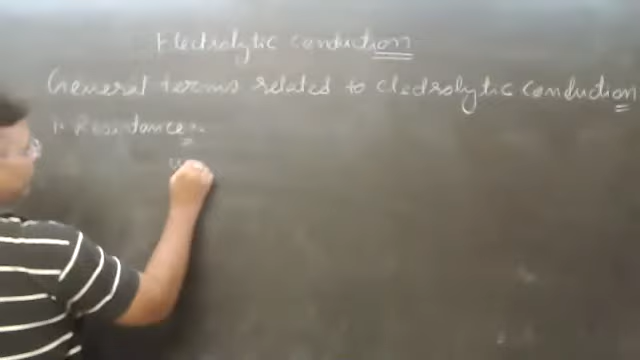 Electrolytic conduction
General terms related to electrolytic conduction
1. Resistance:-